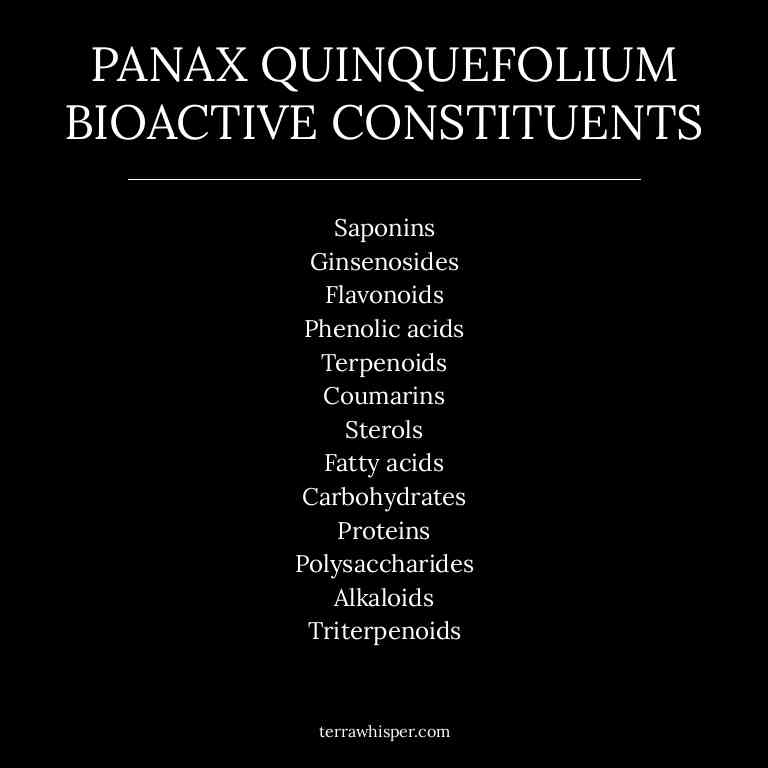 PANAX QUINQUEFOLIUM
BIOACTIVE CONSTITUENTS
Saponins
Ginsenosides
Flavonoids
Phenolic acids
Terpenoids
Coumarins
Sterols
Fatty acids
Carbohydrates
Proteins
Polysaccharides
Alkaloids
Triterpenoids
terrawhisper.com